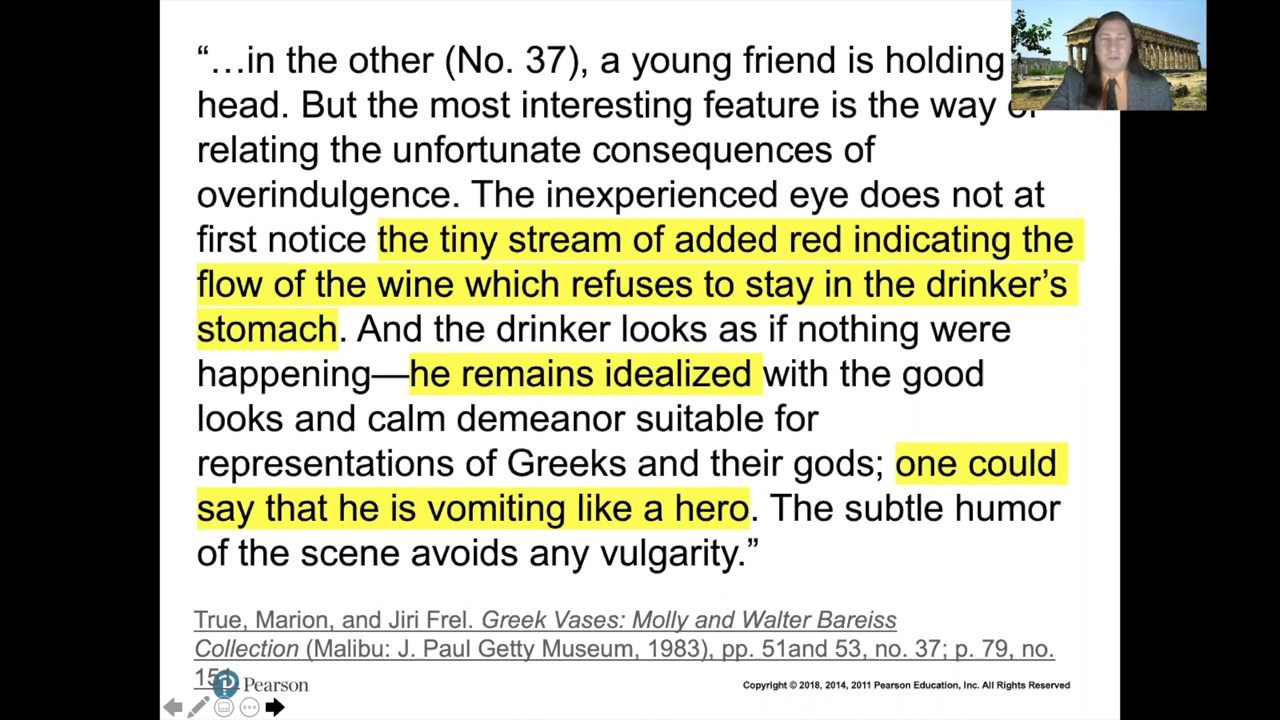 “…in the other (No. 37), a young friend is holding
head. But the most interesting feature is the way of
relating the unfortunate consequences of
overindulgence. The inexperienced eye does not at
first notice the tiny stream of added red indicating the
flow of the wine which refuses to stay in the drinker’s
stomach. And the drinker looks as if nothing were
happening—he remains idealized with the good
looks and calm demeanor suitable for
representations of Greeks and their gods; one could
say that he is vomiting like a hero. The subtle humor
of the scene avoids any vulgarity.”
True, Marion, and Jiri Frel. Greek Vases: Molly and Walter Bareiss
Collection (Malibu: J. Paul Getty Museum, 1983), pp. 51and 53, no. 37; p. 79, no.
Pearson
Copyright © 2018, 2014, 2011 Pearson Education, Inc. All Rights Reserved